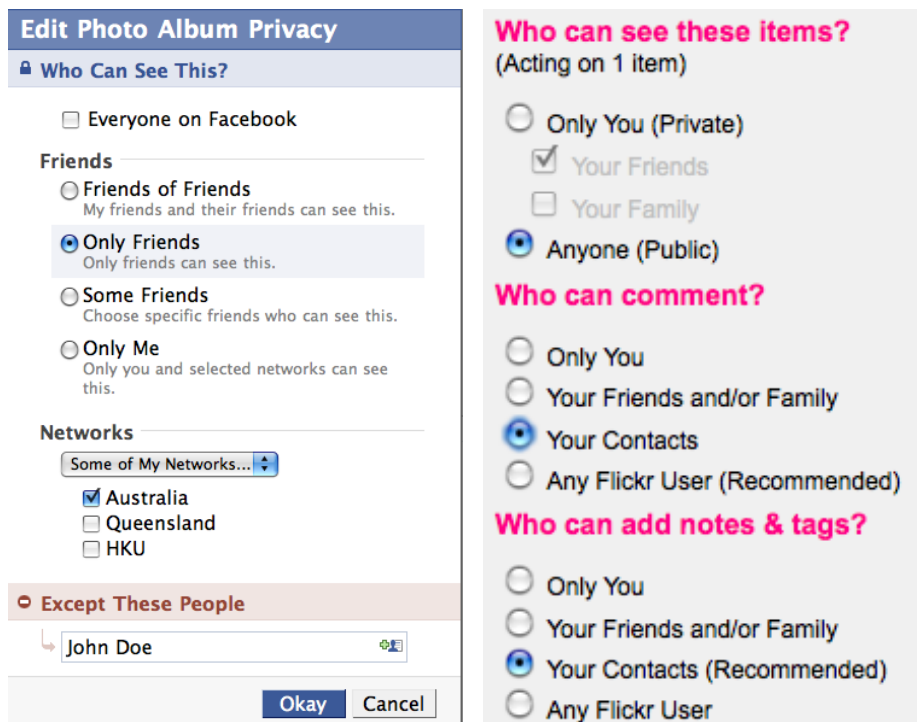 Edit Photo Album Privacy
Who Can See This?
Everyone on Facebook
Friends
Friends of Friends
My friends and their friends can see this.
Only Friends
Only friends can see this.
Some Friends
Choose specific friends who can see this.
Only Me
Only you and selected networks can see
this.
Networks
Some of My Networks...
Australia
Queensland
HKU
Except These People
John Doe
Okay Cancel
Who can see these items?
(Acting on 1 item)
Only You (Private)
Your Friends
Your Family
Anyone (Public)
Who can comment?
Only You
Your Friends and/or Family
Your Contacts
Any Flickr User (Recommended)
Who can add notes & tags?
Only You
Your Friends and/or Family
Your Contacts (Recommended)
Any Flickr User